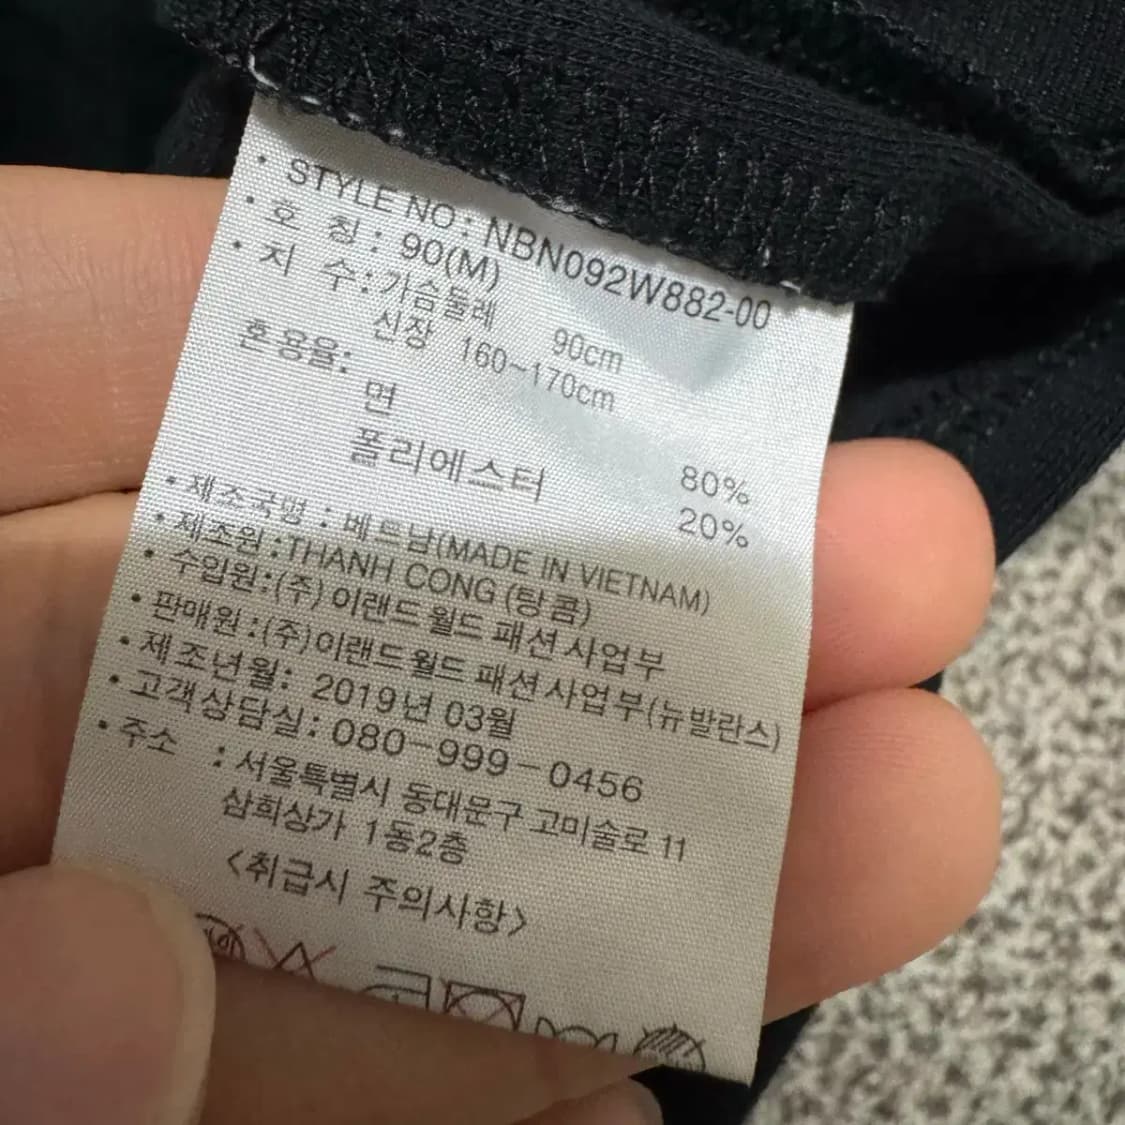 • STYLE NO : NBN092W882-00
• 호 칭 : 90(M)
• 지 수 : 가슴둘레 90cm
신장 160~170cm
혼용율:
면 80%
폴리에스터 20%
• 제조국명 : 베트남(MADE IN VIETNAM)
• 제조원 : THANH CONG (탕콤)
• 수입원 : (주) 이랜드월드 패션사업부
• 판매원 : (주)이랜드월드 패션사업부(뉴발란스)
• 제조년월: 2019년 03월
• 고객상담실: 080-999-0456
• 주소 : 서울특별시 동대문구 고미술로 11
삼희상가 1동2층
<취급시 주의사항>